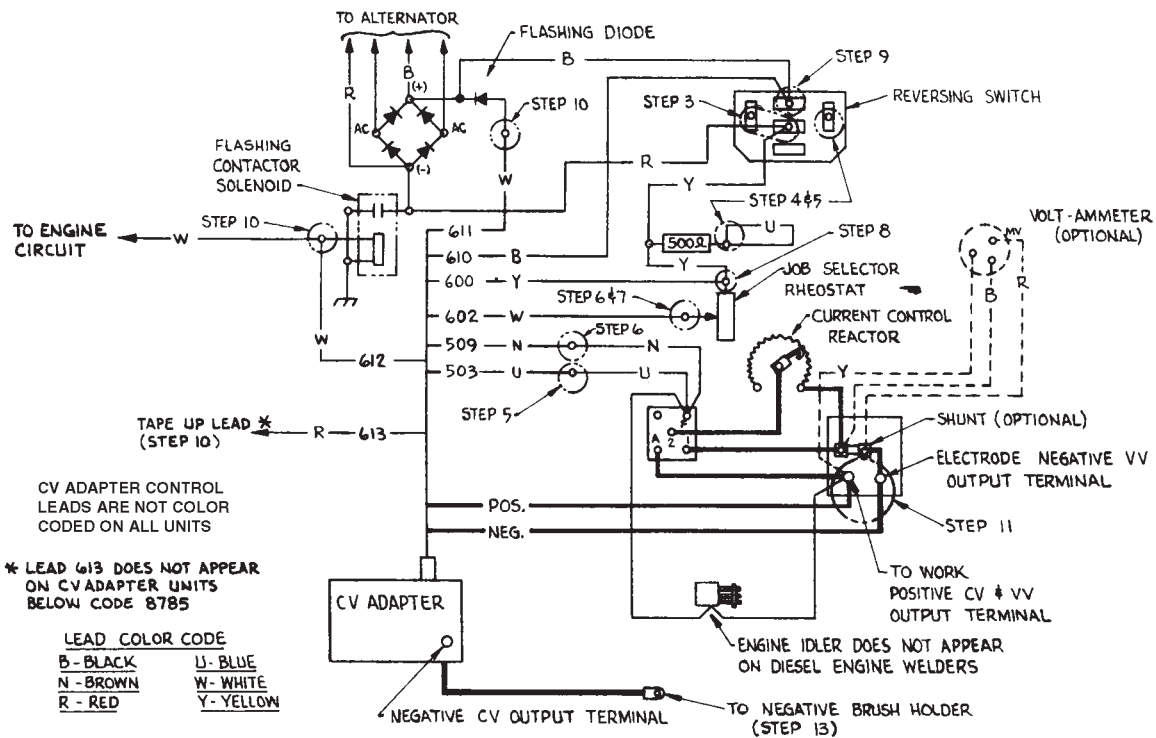 TO ALTERNATOR
FLASHING DIODE
B
STEP 9
R
B
(+)
STEP 10
STEP 3
REVERSING SWITCH
AC
AC
FLASHING
CONTACTOR
SOLENOID
(-)
W
R
Y
STEP 4&5
VOLT-AMMETER
(OPTIONAL)
STEP 10
TO ENGINE
CIRCUIT
W
611
U
STEP 8
MV
500Ω
610 B
Y
B
R
600 Y
JOB SELECTOR
RHEOSTAT
STEP 6&7
602 W
CURRENT CONTROL
REACTOR
STEP 6
W
509 N
N
612
503 U
U
Y
STEP 5
TAPE UP LEAD *
(STEP 10)
R 613
F
A
2
SHUNT (OPTIONAL)
ELECTRODE NEGATIVE VV
OUTPUT TERMINAL
CV ADAPTER CONTROL
LEADS ARE NOT COLOR
CODED ON ALL UNITS
POS.
NEG.
STEP 11
* LEAD 613 DOES NOT APPEAR
ON CV ADAPTER UNITS
BELOW CODE 8785
TO WORK
POSITIVE CV & VV
OUTPUT TERMINAL
CV ADAPTER
LEAD COLOR CODE
B-BLACK U-BLUE
N-BROWN W-WHITE
R-RED Y-YELLOW
ENGINE IDLER DOES NOT APPEAR
ON DIESEL ENGINE WELDERS
NEGATIVE CV OUTPUT TERMINAL
TO NEGATIVE BRUSH HOLDER
(STEP 13)